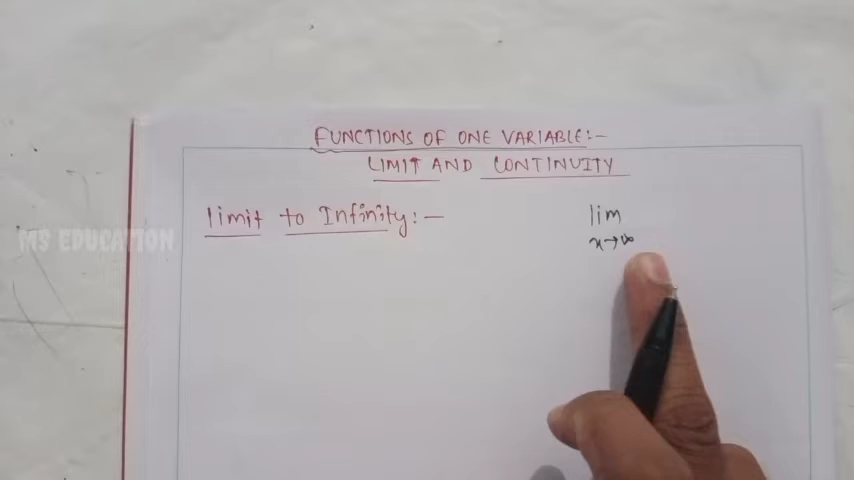 FUNCTIONS OF ONE VARIABLE:-
LIMIT AND CONTINUITY
limit to Infinity:-
lim
x→∞
MS EDUCATION